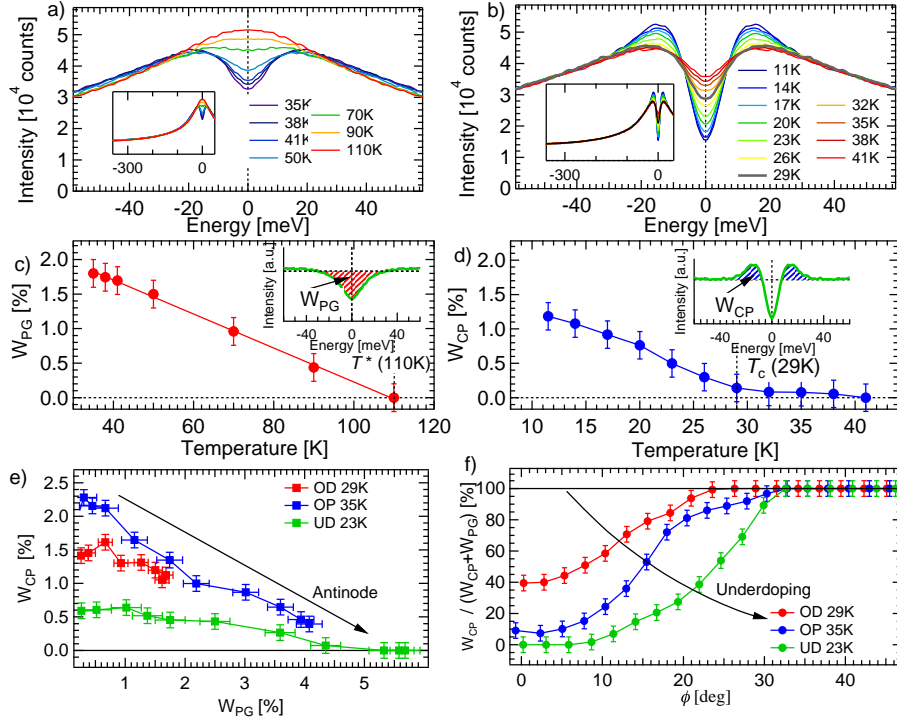 a)
Intensity [10⁴ counts]
5
4
3
2
1
0
-300
0
35K
38K
41K
50K
70K
90K
110K
-40
-20
0
20
40
Energy [meV]
b)
Intensity [10⁴ counts]
5
4
3
2
1
0
-300
0
11K
14K
17K
20K
23K
26K
29K
32K
35K
38K
41K
-40
-20
0
20
40
Energy [meV]
c)
W_PG [%]
2.0
1.5
1.0
0.5
0.0
Intensity [a.u.]
W_PG
-40
0
40
Energy [meV]
T* (110K)
40
60
80
100
120
Temperature [K]
d)
W_CP [%]
2.0
1.5
1.0
0.5
0.0
Intensity [a.u.]
W_CP
-40
0
40
Energy [meV]
T_c (29K)
10
15
20
25
30
35
40
Temperature [K]
e)
W_CP [%]
2.5
2.0
1.5
1.0
0.5
0.0
OD 29K
OP 35K
UD 23K
Antinode
1
2
3
4
5
W_PG [%]
f)
W_CP / (W_CP+W_PG) [%]
100
80
60
40
20
0
Underdoping
OD 29K
OP 35K
UD 23K
0
10
20
30
40
ϕ [deg]